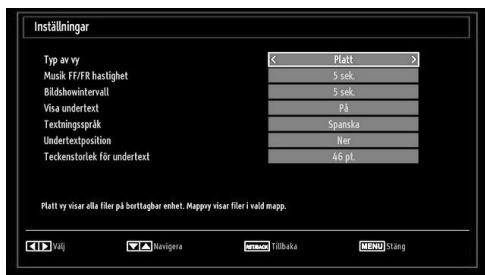 Inställningar
Typ av vy < Platt >
Musik FF/FR hastighet 5 sek.
Bildshowintervall 5 sek.
Visa undertext På
Textningsspråk Spanska
Undertextposition Ner
Teckenstorlek för undertext 46 pt.
Platt vy visar alla filer på borttagbar enhet. Mappvy visar filer i vald mapp.
Välj Navigera RET/BACK Tillbaka MENU Stäng